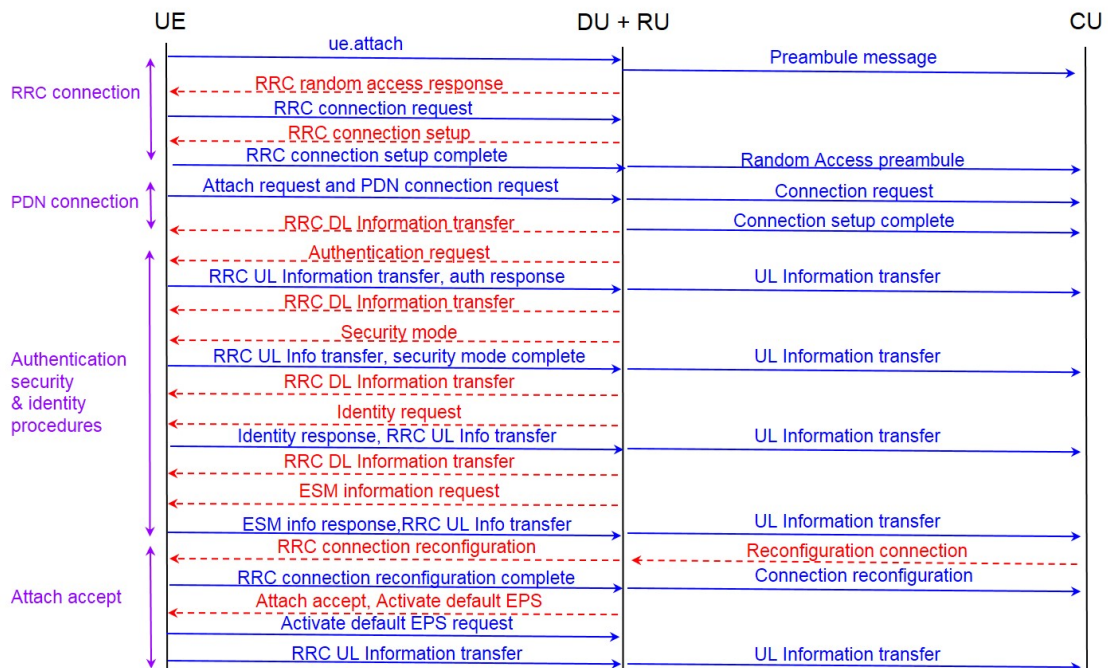 UE
DU + RU
CU
ue.attach
Preambule message
RRC connection
RRC random access response
RRC connection request
RRC connection setup
RRC connection setup complete
Random Access preambule
Attach request and PDN connection request
Connection request
PDN connection
RRC DL Information transfer
Connection setup complete
Authentication request
RRC UL Information transfer, auth response
UL Information transfer
RRC DL Information transfer
Security mode
Authentication
security
& identity
procedures
RRC UL Info transfer, security mode complete
UL Information transfer
RRC DL Information transfer
Identity request
Identity response, RRC UL Info transfer
UL Information transfer
RRC DL Information transfer
ESM information request
ESM info response,RRC UL Info transfer
UL Information transfer
RRC connection reconfiguration
Reconfiguration connection
RRC connection reconfiguration complete
Connection reconfiguration
Attach accept
Attach accept, Activate default EPS
Activate default EPS request
RRC UL Information transfer
UL Information transfer